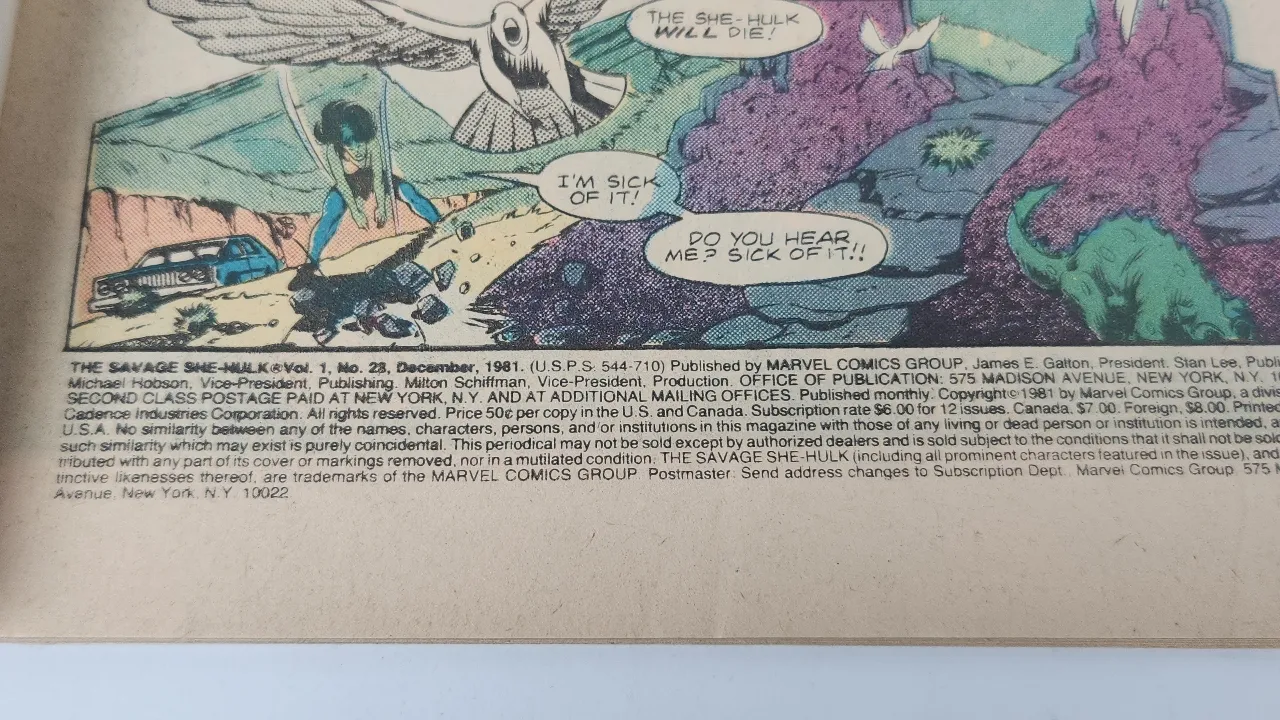 THE SHE-HULK
WILL DIE!
I'M SICK
OF IT!
DO YOU HEAR
ME? SICK OF IT!!
THE SAVAGE SHE-HULK® Vol. 1, No. 23, December, 1981. (U.S.P.S. 544-710) Published by MARVEL COMICS GROUP, James E. Galton, President. Stan Lee, Publi
Michael Hobson, Vice-President, Publishing. Milton Schiffman, Vice-President, Production. OFFICE OF PUBLICATION: 575 MADISON AVENUE, NEW YORK, N.Y. 1
SECOND CLASS POSTAGE PAID AT NEW YORK, N.Y. AND AT ADDITIONAL MAILING OFFICES. Published monthly. Copyright © 1981 by Marvel Comics Group, a divis
Cadence Industries Corporation. All rights reserved. Price 50¢ per copy in the U.S. and Canada. Subscription rate $6.00 for 12 issues. Canada, $7.00. Foreign, $8.00. Printed
U.S.A. No similarity between any of the names, characters, persons, and/or institutions in this magazine with those of any living or dead person or institution is intended, a
such similarity which may exist is purely coincidental. This periodical may not be sold except by authorized dealers and is sold subject to the conditions that it shall not be sold
tributed with any part of its cover or markings removed, nor in a mutilated condition. THE SAVAGE SHE-HULK (including all prominent characters featured in the issue), and
tinctive likenesses thereof, are trademarks of the MARVEL COMICS GROUP. Postmaster: Send address changes to Subscription Dept., Marvel Comics Group, 575 M
Avenue, New York, N.Y. 10022